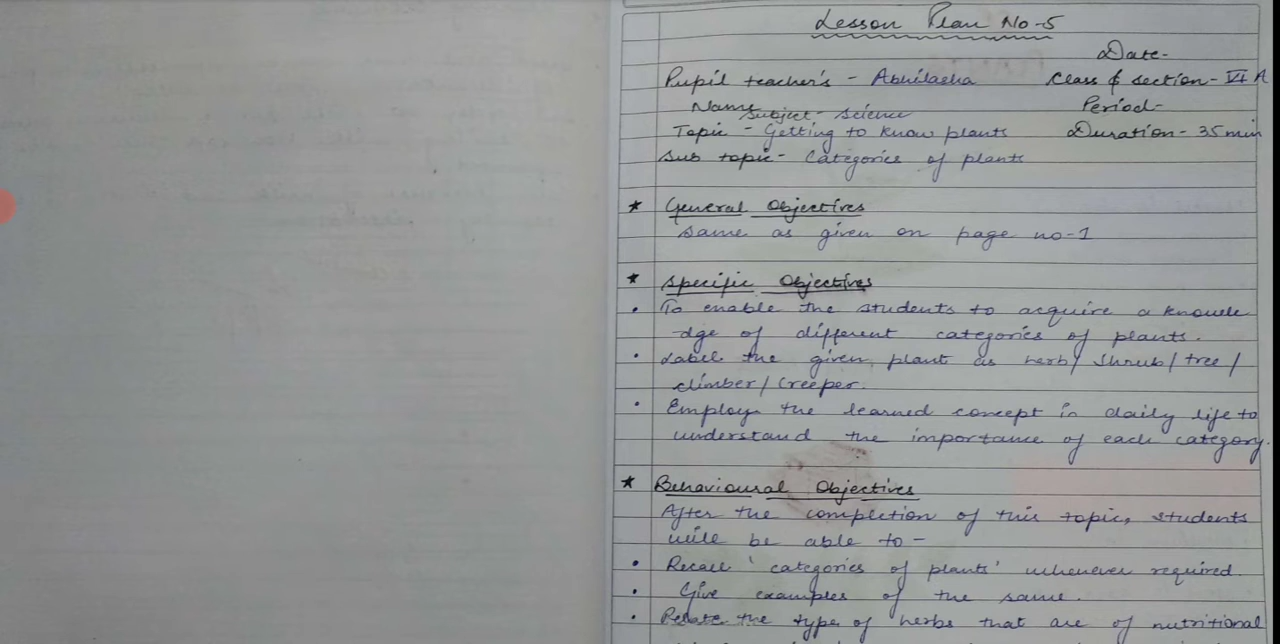 Lesson Plan No-5
Date-
Pupil teacher's - Abhilasha Class & section - VI A
Name Period-
Subject - Science
Topic - Getting to know plants Duration - 35 min
Sub topic - Categories of plants
* General Objectives
Same as given on page no-1
* Specific Objectives
• To enable the students to acquire a knowle
-dge of different categories of plants.
• Label the given plant as herb/ shrub/ tree/
climber/ creeper.
• Employ the learned concept in daily life to
understand the importance of each category.
* Behavioural Objectives
After the completion of this topic, students
will be able to -
• Recall 'categories of plants' whenever required.
• Give examples of the same.
• Relate the type of herbs that are of nutritional